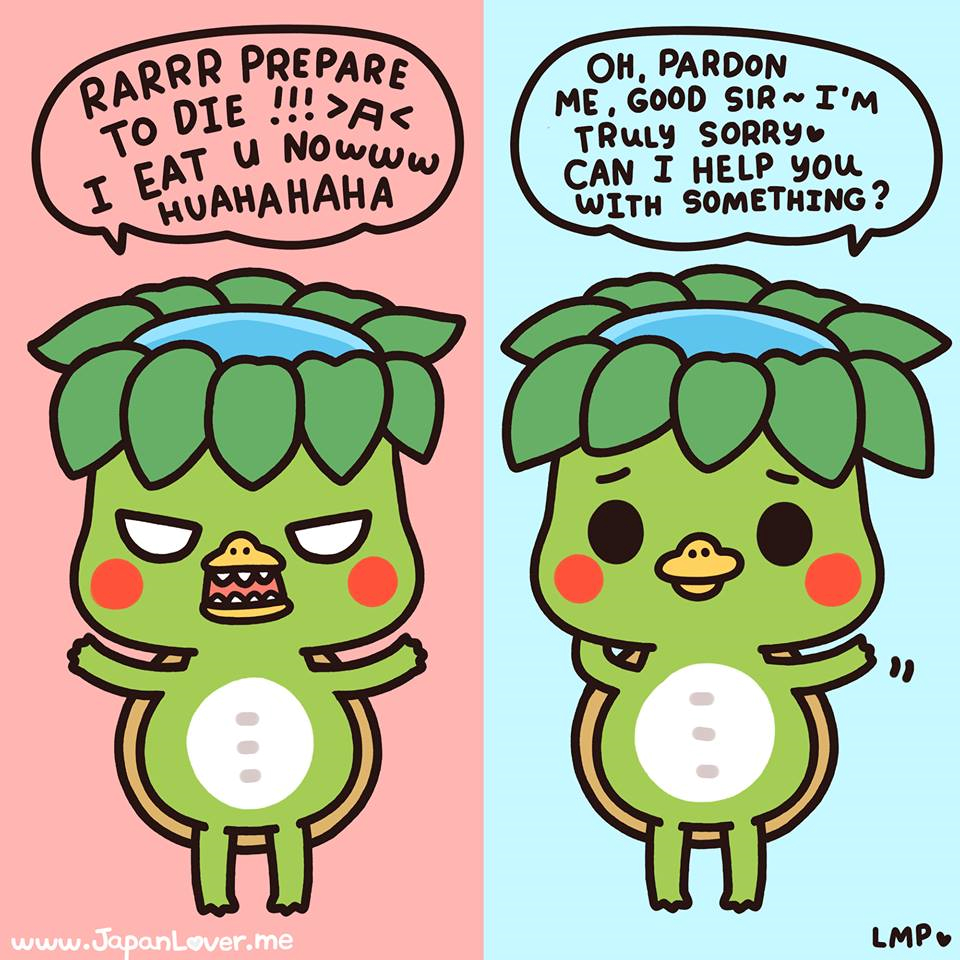 RARRR PREPARE
TO DIE !!! >A<
I EAT U NOwww
HUAHAHAHA
OH, PARDON
ME, GOOD SIR~ I'M
TRuLY SORRY♥
CAN I HELP YOU
WITH SOMETHING?
www.JapanLover.me
LMP♥